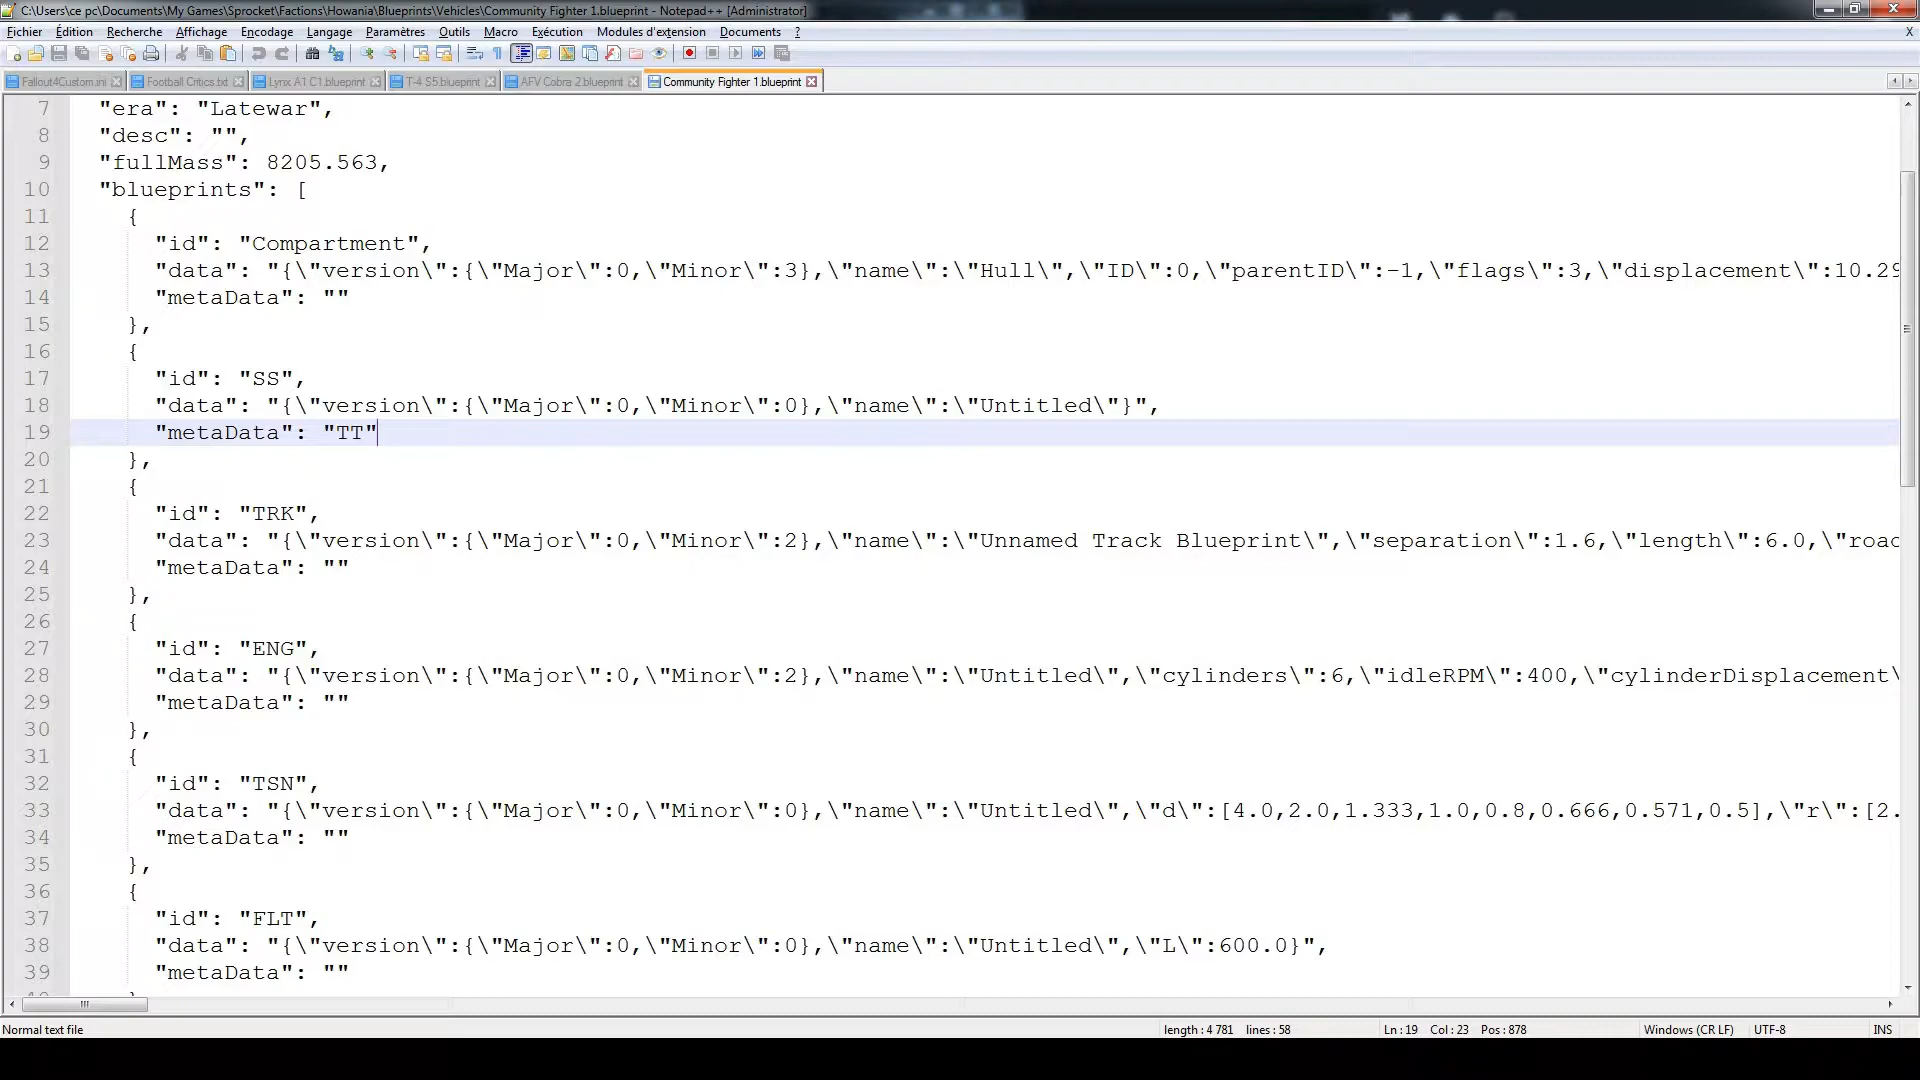 C:\Users\ce pc\Documents\My Games\Sprocket\Factions\Howania\Blueprints\Vehicles\Community Fighter 1.blueprint - Notepad++ [Administrator]
Fichier Édition Recherche Affichage Encodage Langage Paramètres Outils Macro Exécution Modules d'extension Documents ? X
Fallout4Custom.ini Football Critics.txt Lynx A1 C1.blueprint T-4 S5.blueprint AFV Cobra 2.blueprint Community Fighter 1.blueprint
7 "era": "Latewar",
8 "desc": "",
9 "fullMass": 8205.563,
10 "blueprints": [
11 {
12 "id": "Compartment",
13 "data": "{\"version\":{\"Major\":0,\"Minor\":3},\"name\":\"Hull\",\"ID\":0,\"parentID\":-1,\"flags\":3,\"displacement\":10.29
14 "metaData": ""
15 },
16 {
17 "id": "SS",
18 "data": "{\"version\":{\"Major\":0,\"Minor\":0},\"name\":\"Untitled\"}",
19 "metaData": "TT"
20 },
21 {
22 "id": "TRK",
23 "data": "{\"version\":{\"Major\":0,\"Minor\":2},\"name\":\"Unnamed Track Blueprint\",\"separation\":1.6,\"length\":6.0,\"road
24 "metaData": ""
25 },
26 {
27 "id": "ENG",
28 "data": "{\"version\":{\"Major\":0,\"Minor\":2},\"name\":\"Untitled\",\"cylinders\":6,\"idleRPM\":400,\"cylinderDisplacement\
29 "metaData": ""
30 },
31 {
32 "id": "TSN",
33 "data": "{\"version\":{\"Major\":0,\"Minor\":0},\"name\":\"Untitled\",\"d\":[4.0,2.0,1.333,1.0,0.8,0.666,0.571,0.5],\"r\":[2.
34 "metaData": ""
35 },
36 {
37 "id": "FLT",
38 "data": "{\"version\":{\"Major\":0,\"Minor\":0},\"name\":\"Untitled\",\"L\":600.0}",
39 "metaData": ""
Normal text file length : 4 781 lines : 58 Ln : 19 Col : 23 Pos : 878 Windows (CR LF) UTF-8 INS